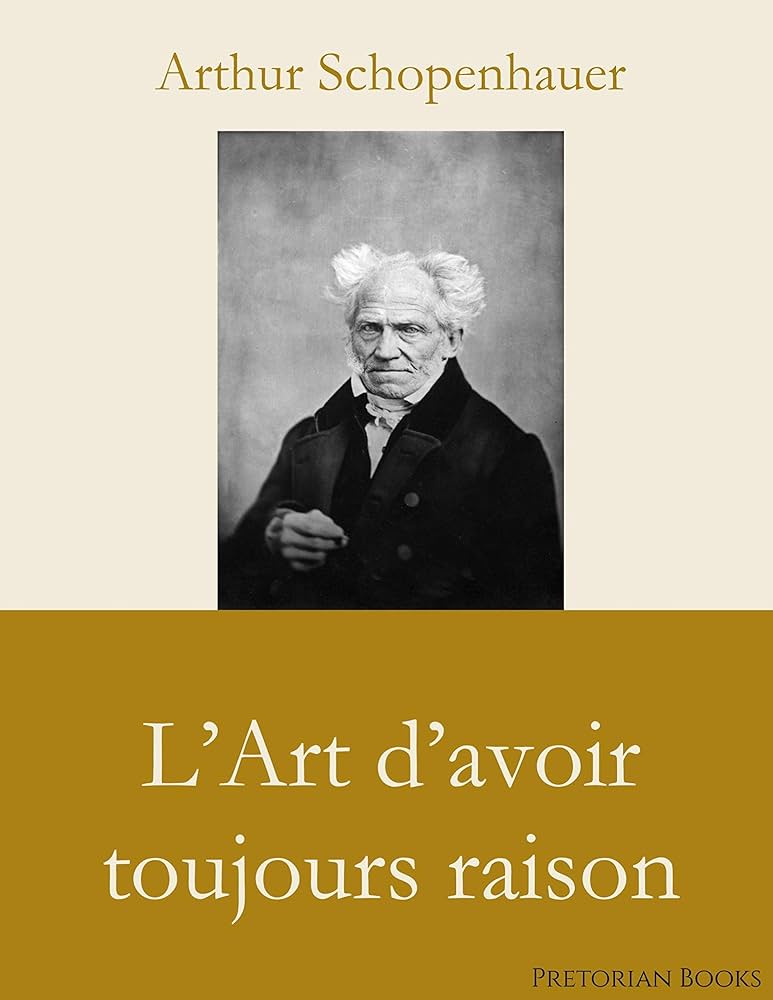 Arthur Schopenhauer
L’Art d’avoir
toujours raison
Pretorian Books